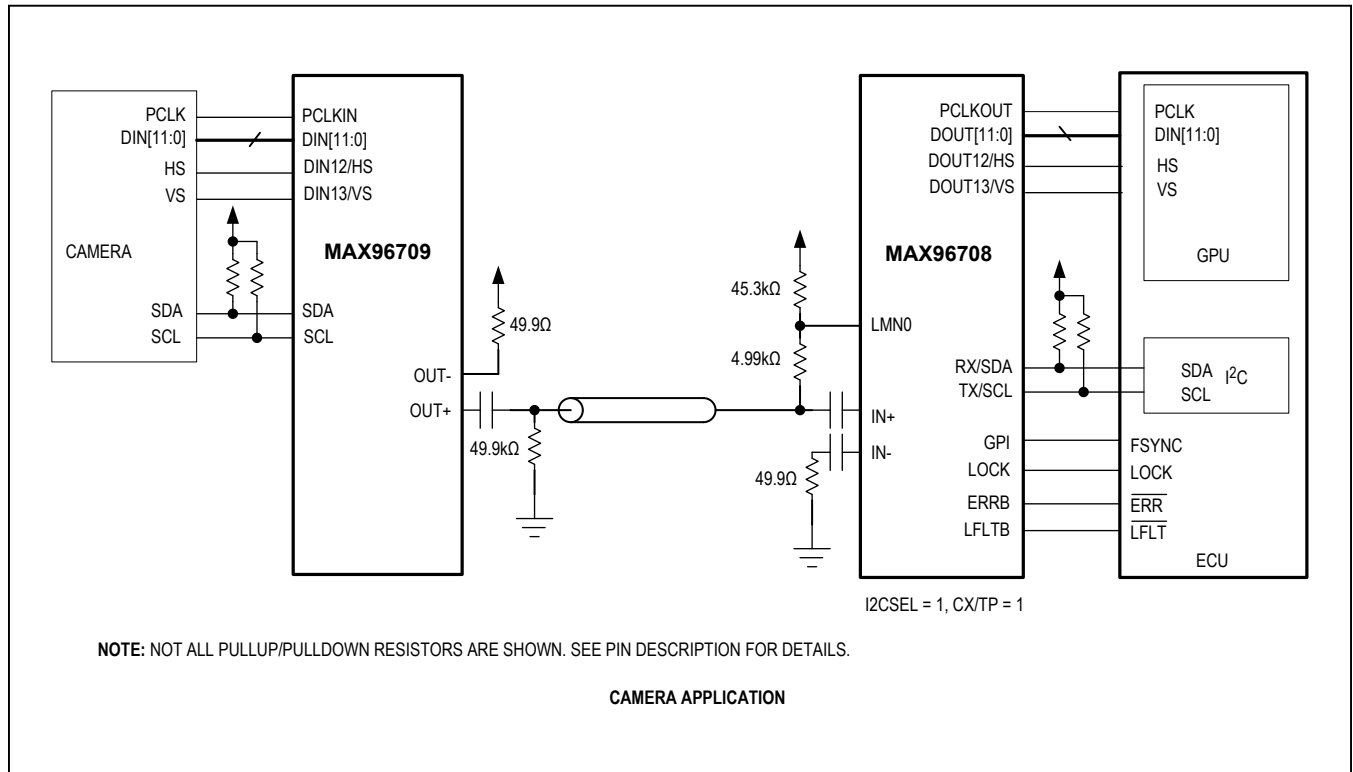 CAMERA
PCLK
DIN[11:0]
HS
VS
SDA
SCL
PCLKIN
DIN[11:0]
DIN12/HS
DIN13/VS
MAX96709
SDA
SCL
OUT-
OUT+
49.9Ω
49.9kΩ
45.3kΩ
4.99kΩ
49.9Ω
PCLKOUT
DOUT[11:0]
DOUT12/HS
DOUT13/VS
MAX96708
LMN0
RX/SDA
TX/SCL
IN+
IN-
GPI
LOCK
ERRB
LFLTB
PCLK
DIN[11:0]
HS
VS
GPU
SDA I²C
SCL
FSYNC
LOCK
ERR
LFLT
ECU
I2CSEL = 1, CX/TP = 1
NOTE: NOT ALL PULLUP/PULLDOWN RESISTORS ARE SHOWN. SEE PIN DESCRIPTION FOR DETAILS.
CAMERA APPLICATION